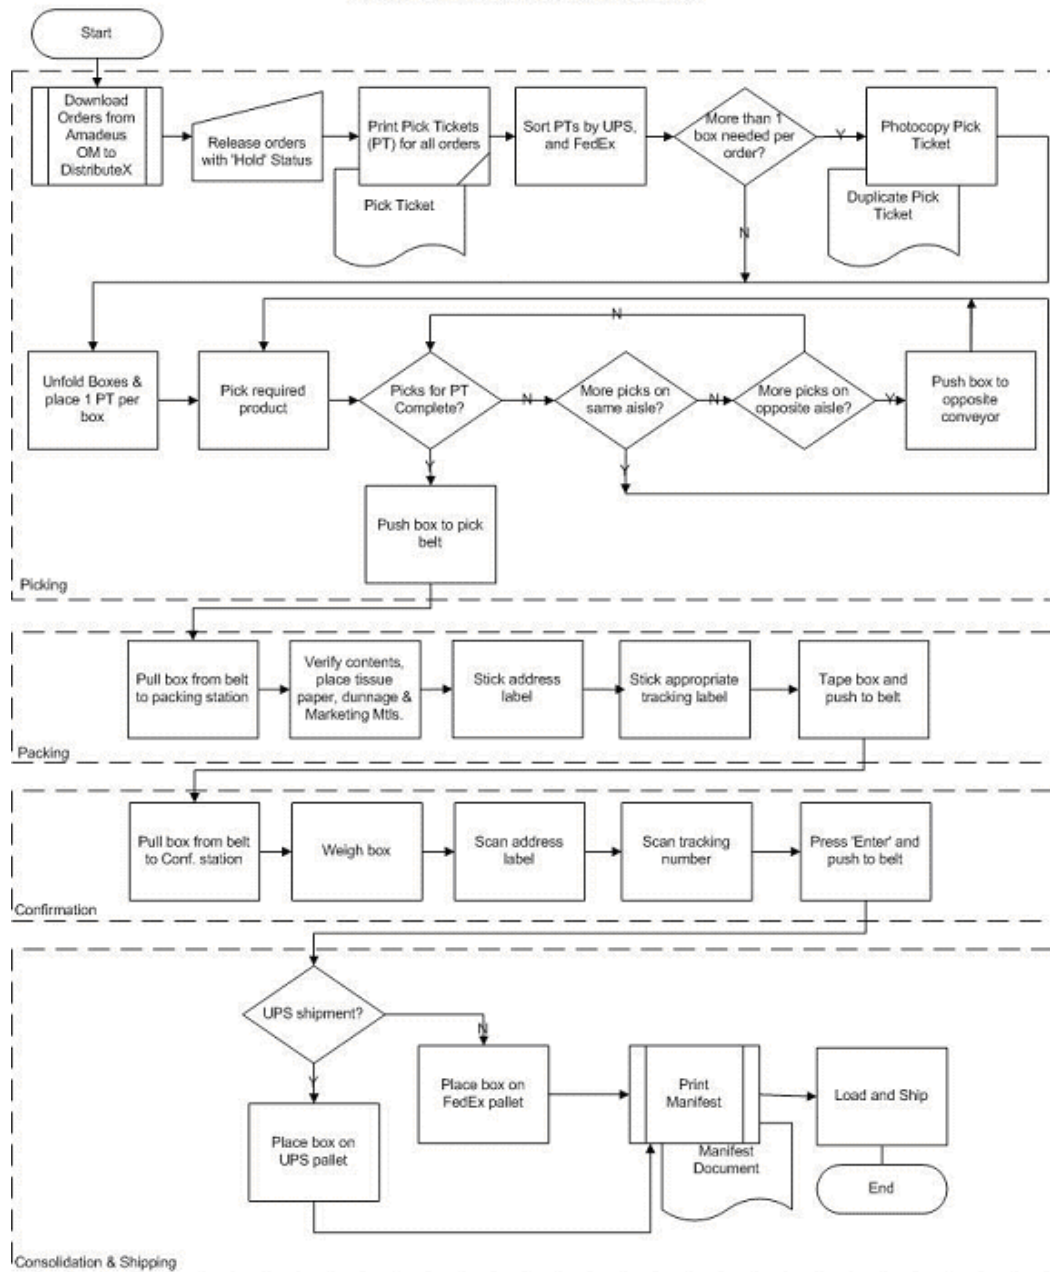 Start
Download
Orders from
Amadeus
OM to
DistributeX
Release orders
with 'Hold' Status
Print Pick Tickets
(PT) for all orders
Pick Ticket
Sort PTs by UPS,
and FedEx
More than 1
box needed per
order?
Y
N
Photocopy Pick
Ticket
Duplicate Pick
Ticket
Unfold Boxes &
place 1 PT per
box
Pick required
product
Picks for PT
Complete?
N
Y
More picks on
same aisle?
N
Y
More picks on
opposite aisle?
N
Y
Push box to
opposite
conveyor
Push box to pick
belt
Picking
Pull box from belt
to packing station
Verify contents,
place tissue
paper, dunnage &
Marketing Mtls.
Stick address
label
Stick appropriate
tracking label
Tape box and
push to belt
Packing
Pull box from belt
to Conf. station
Weigh box
Scan address
label
Scan tracking
number
Press 'Enter' and
push to belt
Confirmation
UPS shipment?
N
Y
Place box on
FedEx pallet
Place box on
UPS pallet
Print
Manifest
Manifest
Document
Load and Ship
End
Consolidation & Shipping